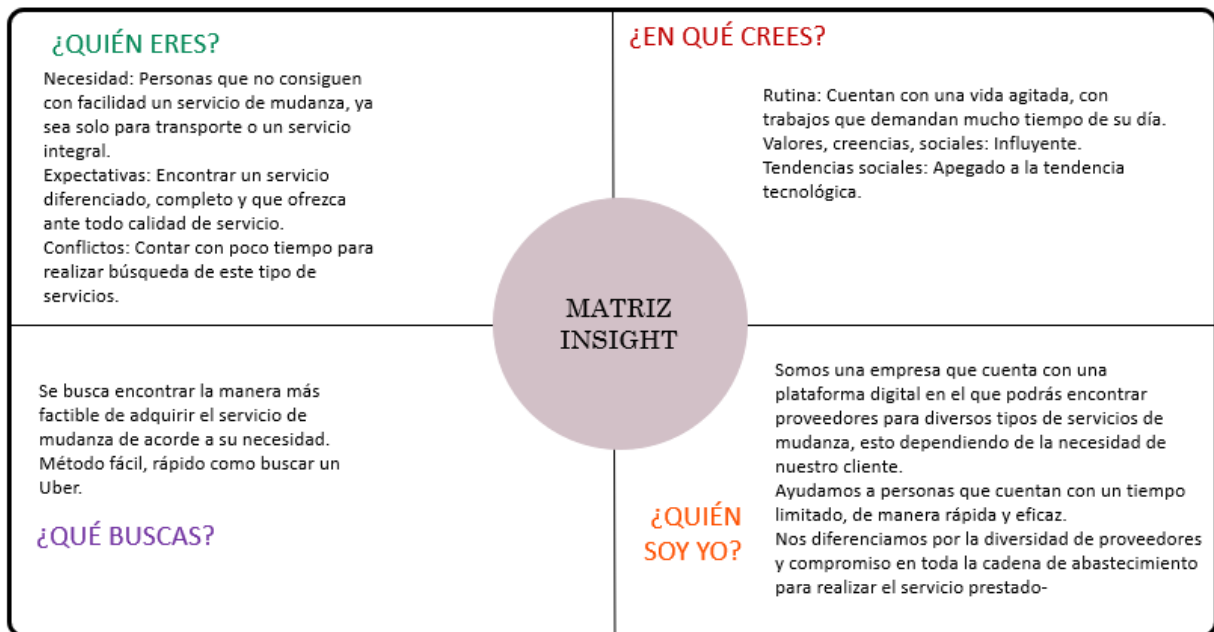 ¿QUIÉN ERES?
Necesidad: Personas que no consiguen
con facilidad un servicio de mudanza, ya
sea solo para transporte o un servicio
integral.
Expectativas: Encontrar un servicio
diferenciado, completo y que ofrezca
ante todo calidad de servicio.
Conflictos: Contar con poco tiempo para
realizar búsqueda de este tipo de
servicios.
¿EN QUÉ CREES?
Rutina: Cuentan con una vida agitada, con
trabajos que demandan mucho tiempo de su día.
Valores, creencias, sociales: Influyente.
Tendencias sociales: Apegado a la tendencia
tecnológica.
MATRIZ
INSIGHT
Se busca encontrar la manera más
factible de adquirir el servicio de
mudanza de acorde a su necesidad.
Método fácil, rápido como buscar un
Uber.
¿QUÉ BUSCAS?
Somos una empresa que cuenta con una
plataforma digital en el que podrás encontrar
proveedores para diversos tipos de servicios de
mudanza, esto dependiendo de la necesidad de
nuestro cliente.
Ayudamos a personas que cuentan con un tiempo
limitado, de manera rápida y eficaz.
Nos diferenciamos por la diversidad de proveedores
y compromiso en toda la cadena de abastecimiento
para realizar el servicio prestado-
¿QUIÉN
SOY YO?